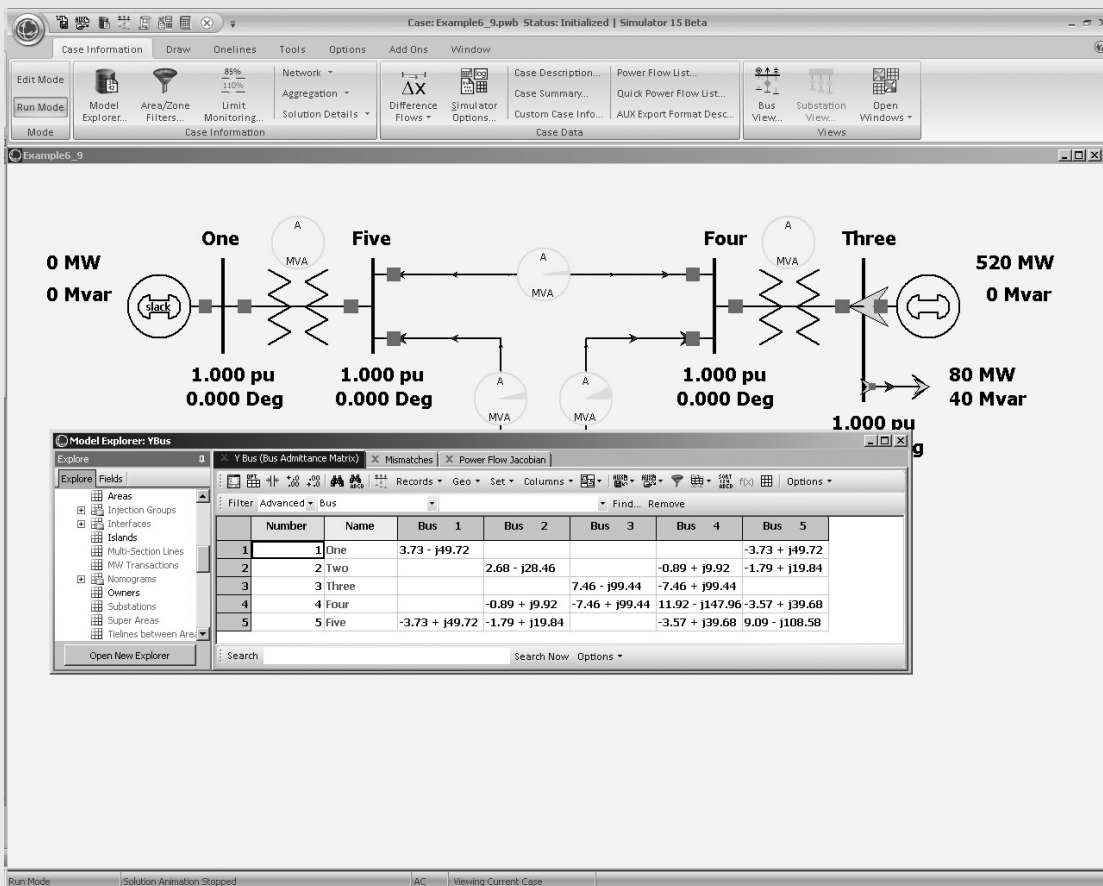 Case: Example6_9.pwb Status: Initialized | Simulator 15 Beta
Case Information Draw Onelines Tools Options Add Ons Window
Edit Mode
Run Mode
Mode
Model Explorer...
Area/Zone Filters...
85%
110%
Limit Monitoring...
Network
Aggregation
Solution Details
Case Information
ΔX
Difference Flows
Simulator Options...
Case Description...
Case Summary...
Custom Case Info...
Power Flow List...
Quick Power Flow List...
AUX Export Format Desc...
Case Data
Bus View...
Substation View...
Open Windows
Views
Example6_9
One
Five
Four
Three
0 MW
0 Mvar
slack
A
MVA
A
MVA
A
MVA
520 MW
0 Mvar
1.000 pu
0.000 Deg
1.000 pu
0.000 Deg
A
MVA
A
MVA
1.000 pu
0.000 Deg
80 MW
40 Mvar
1.000 pu
g
Model Explorer: YBus
Explore
Explore Fields
Areas
Injection Groups
Interfaces
Islands
Multi-Section Lines
MW Transactions
Nomograms
Owners
Substations
Super Areas
Tielines between Area
Open New Explorer
X Y Bus (Bus Admittance Matrix) X Mismatches X Power Flow Jacobian
Records Geo Set Columns f(x) Options
Filter Advanced Bus Find... Remove
Number Name Bus 1 Bus 2 Bus 3 Bus 4 Bus 5
1 1 One 3.73 - j49.72 -3.73 + j49.72
2 2 Two 2.68 - j28.46 -0.89 + j9.92 -1.79 + j19.84
3 3 Three 7.46 - j99.44 -7.46 + j99.44
4 4 Four -0.89 + j9.92 -7.46 + j99.44 11.92 - j147.96 -3.57 + j39.68
5 5 Five -3.73 + j49.72 -1.79 + j19.84 -3.57 + j39.68 9.09 - j108.58
Search Search Now Options
Run Mode Solution Animation Stopped AC Viewing Current Case